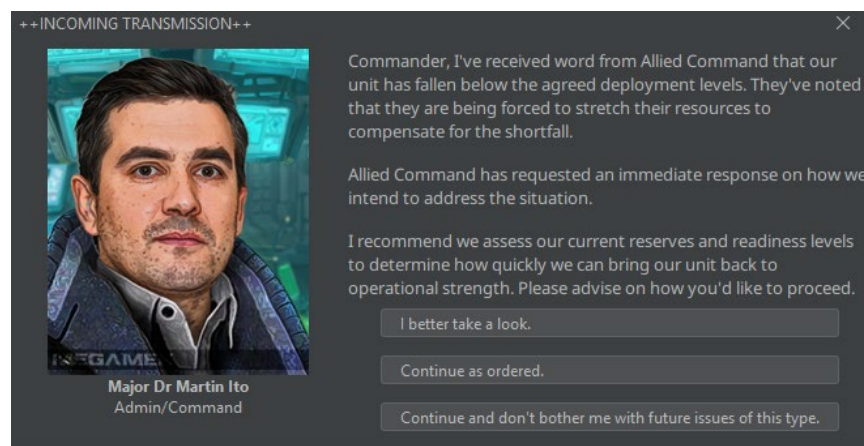 ++INCOMING TRANSMISSION++
Commander, I've received word from Allied Command that our
unit has fallen below the agreed deployment levels. They've noted
that they are being forced to stretch their resources to
compensate for the shortfall.
Allied Command has requested an immediate response on how we
intend to address the situation.
I recommend we assess our current reserves and readiness levels
to determine how quickly we can bring our unit back to
operational strength. Please advise on how you'd like to proceed.
I better take a look.
Continue as ordered.
Continue and don't bother me with future issues of this type.
MEGAMEK
Major Dr Martin Ito
Admin/Command